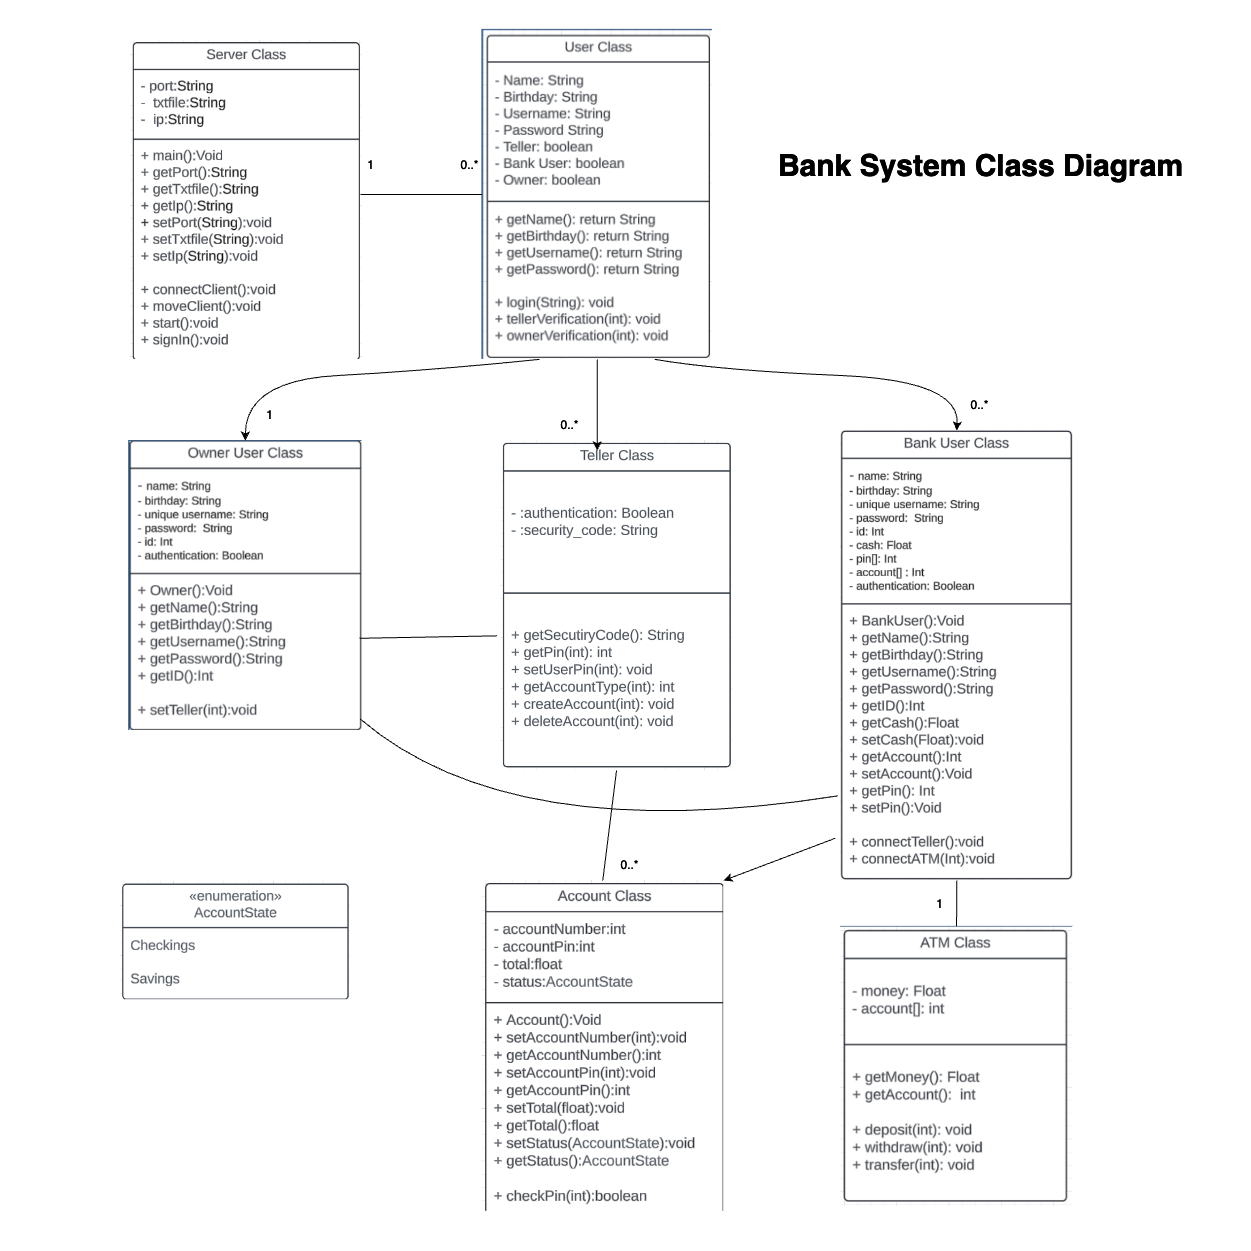 Bank System Class Diagram
Server Class
- port:String
- txtfile:String
- ip:String
+ main():Void
+ getPort():String
+ getTxtfile():String
+ getIp():String
+ setPort(String):void
+ setTxtfile(String):void
+ setIp(String):void
+ connectClient():void
+ moveClient():void
+ start():void
+ signIn():void
1
0..*
User Class
- Name: String
- Birthday: String
- Username: String
- Password String
- Teller: boolean
- Bank User: boolean
- Owner: boolean
+ getName(): return String
+ getBirthday(): return String
+ getUsername(): return String
+ getPassword(): return String
+ login(String): void
+ tellerVerification(int): void
+ ownerVerification(int): void
1
0..*
0..*
Owner User Class
- name: String
- birthday: String
- unique username: String
- password: String
- id: Int
- authentication: Boolean
+ Owner():Void
+ getName():String
+ getBirthday():String
+ getUsername():String
+ getPassword():String
+ getID():Int
+ setTeller(int):void
Teller Class
- :authentication: Boolean
- :security_code: String
+ getSecutiryCode(): String
+ getPin(int): int
+ setUserPin(int): void
+ getAccountType(int): int
+ createAccount(int): void
+ deleteAccount(int): void
Bank User Class
- name: String
- birthday: String
- unique username: String
- password: String
- id: Int
- cash: Float
- pin[]: Int
- account[] : Int
- authentication: Boolean
+ BankUser():Void
+ getName():String
+ getBirthday():String
+ getUsername():String
+ getPassword():String
+ getID():Int
+ getCash():Float
+ setCash(Float):void
+ getAccount():Int
+ setAccount():Void
+ getPin(): Int
+ setPin():Void
+ connectTeller():void
+ connectATM(Int):void
0..*
1
«enumeration»
AccountState
Checkings
Savings
Account Class
- accountNumber:int
- accountPin:int
- total:float
- status:AccountState
+ Account():Void
+ setAccountNumber(int):void
+ getAccountNumber():int
+ setAccountPin(int):void
+ getAccountPin():int
+ setTotal(float):void
+ getTotal():float
+ setStatus(AccountState):void
+ getStatus():AccountState
+ checkPin(int):boolean
ATM Class
- money: Float
- account[]: int
+ getMoney(): Float
+ getAccount(): int
+ deposit(int): void
+ withdraw(int): void
+ transfer(int): void